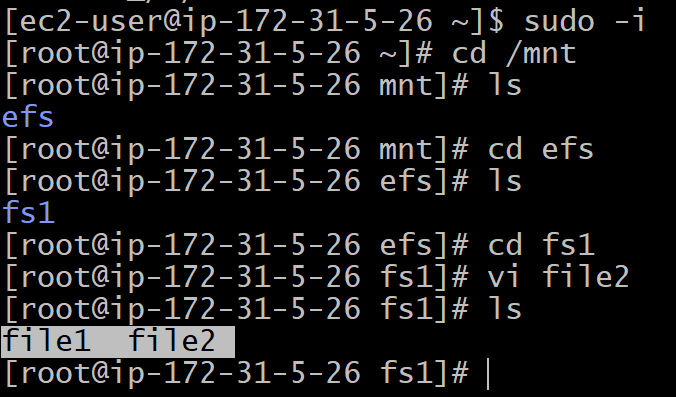 [ec2-user@ip-172-31-5-26 ~]$ sudo -i
[root@ip-172-31-5-26 ~]# cd /mnt
[root@ip-172-31-5-26 mnt]# ls
efs
[root@ip-172-31-5-26 mnt]# cd efs
[root@ip-172-31-5-26 efs]# ls
fs1
[root@ip-172-31-5-26 efs]# cd fs1
[root@ip-172-31-5-26 fs1]# vi file2
[root@ip-172-31-5-26 fs1]# ls
file1  file2
[root@ip-172-31-5-26 fs1]#